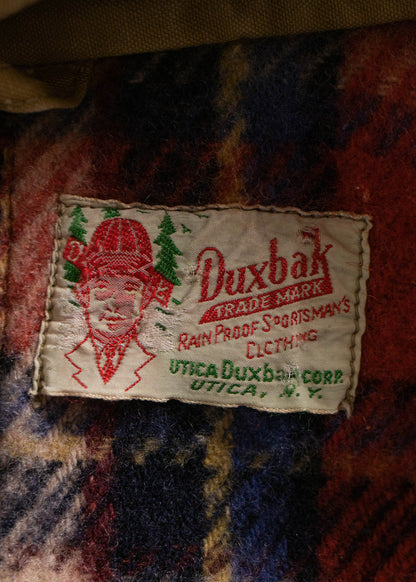 Duxbak
TRADE MARK
RAIN PROOF SPORTSMAN'S
CLOTHING
UTICA DUXBAK CORP.
UTICA, N.Y.